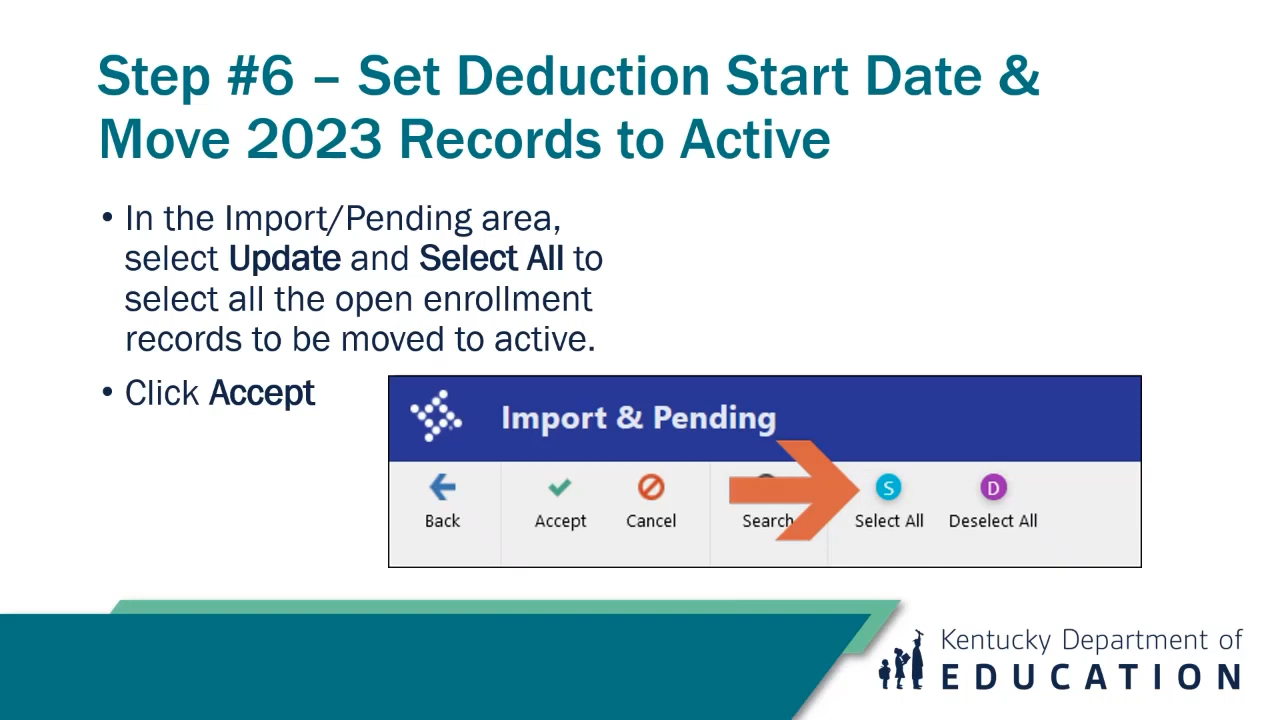 Step #6 – Set Deduction Start Date &
Move 2023 Records to Active
• In the Import/Pending area,
select Update and Select All to
select all the open enrollment
records to be moved to active.
• Click Accept
Import & Pending
Back Accept Cancel Search Select All Deselect All
S D
Kentucky Department of
EDUCATION